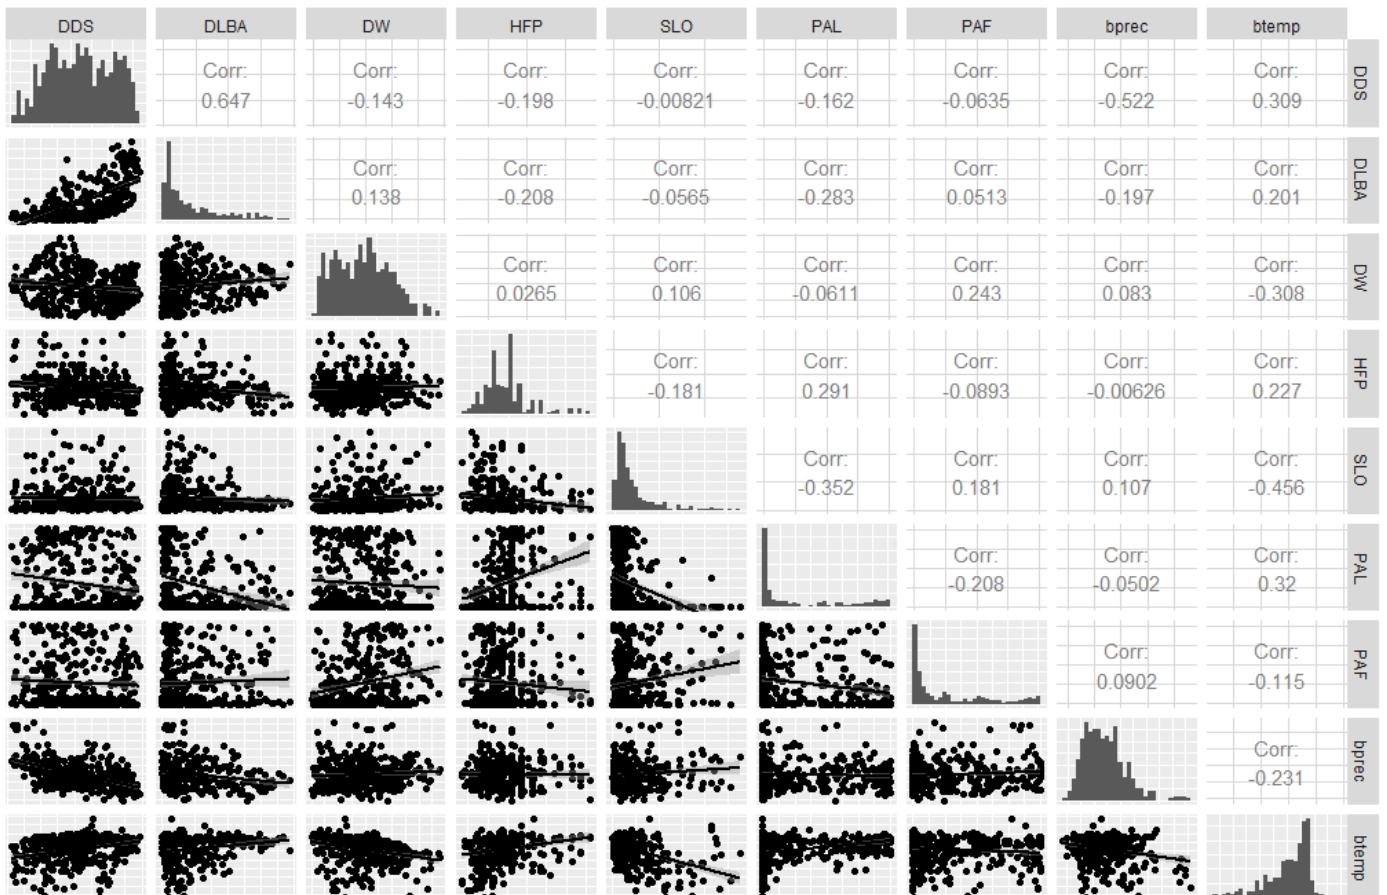 DDS DLBA DW HFP SLO PAL PAF bprec btemp
Corr: Corr: Corr: Corr: Corr: Corr: Corr: Corr: DDS
0.647 -0.143 -0.198 -0.00821 -0.162 -0.0635 -0.522 0.309
Corr: Corr: Corr: Corr: Corr: Corr: Corr: DLBA
0.138 -0.208 -0.0565 -0.283 0.0513 -0.197 0.201
Corr: Corr: Corr: Corr: Corr: Corr: DW
0.0265 0.106 -0.0611 0.243 0.083 -0.308
Corr: Corr: Corr: Corr: Corr: HFP
-0.181 0.291 -0.0893 -0.00626 0.227
Corr: Corr: Corr: Corr: SLO
-0.352 0.181 0.107 -0.456
Corr: Corr: Corr: PAL
-0.208 -0.0502 0.32
Corr: Corr: PAF
0.0902 -0.115
Corr: bprec
-0.231
btemp